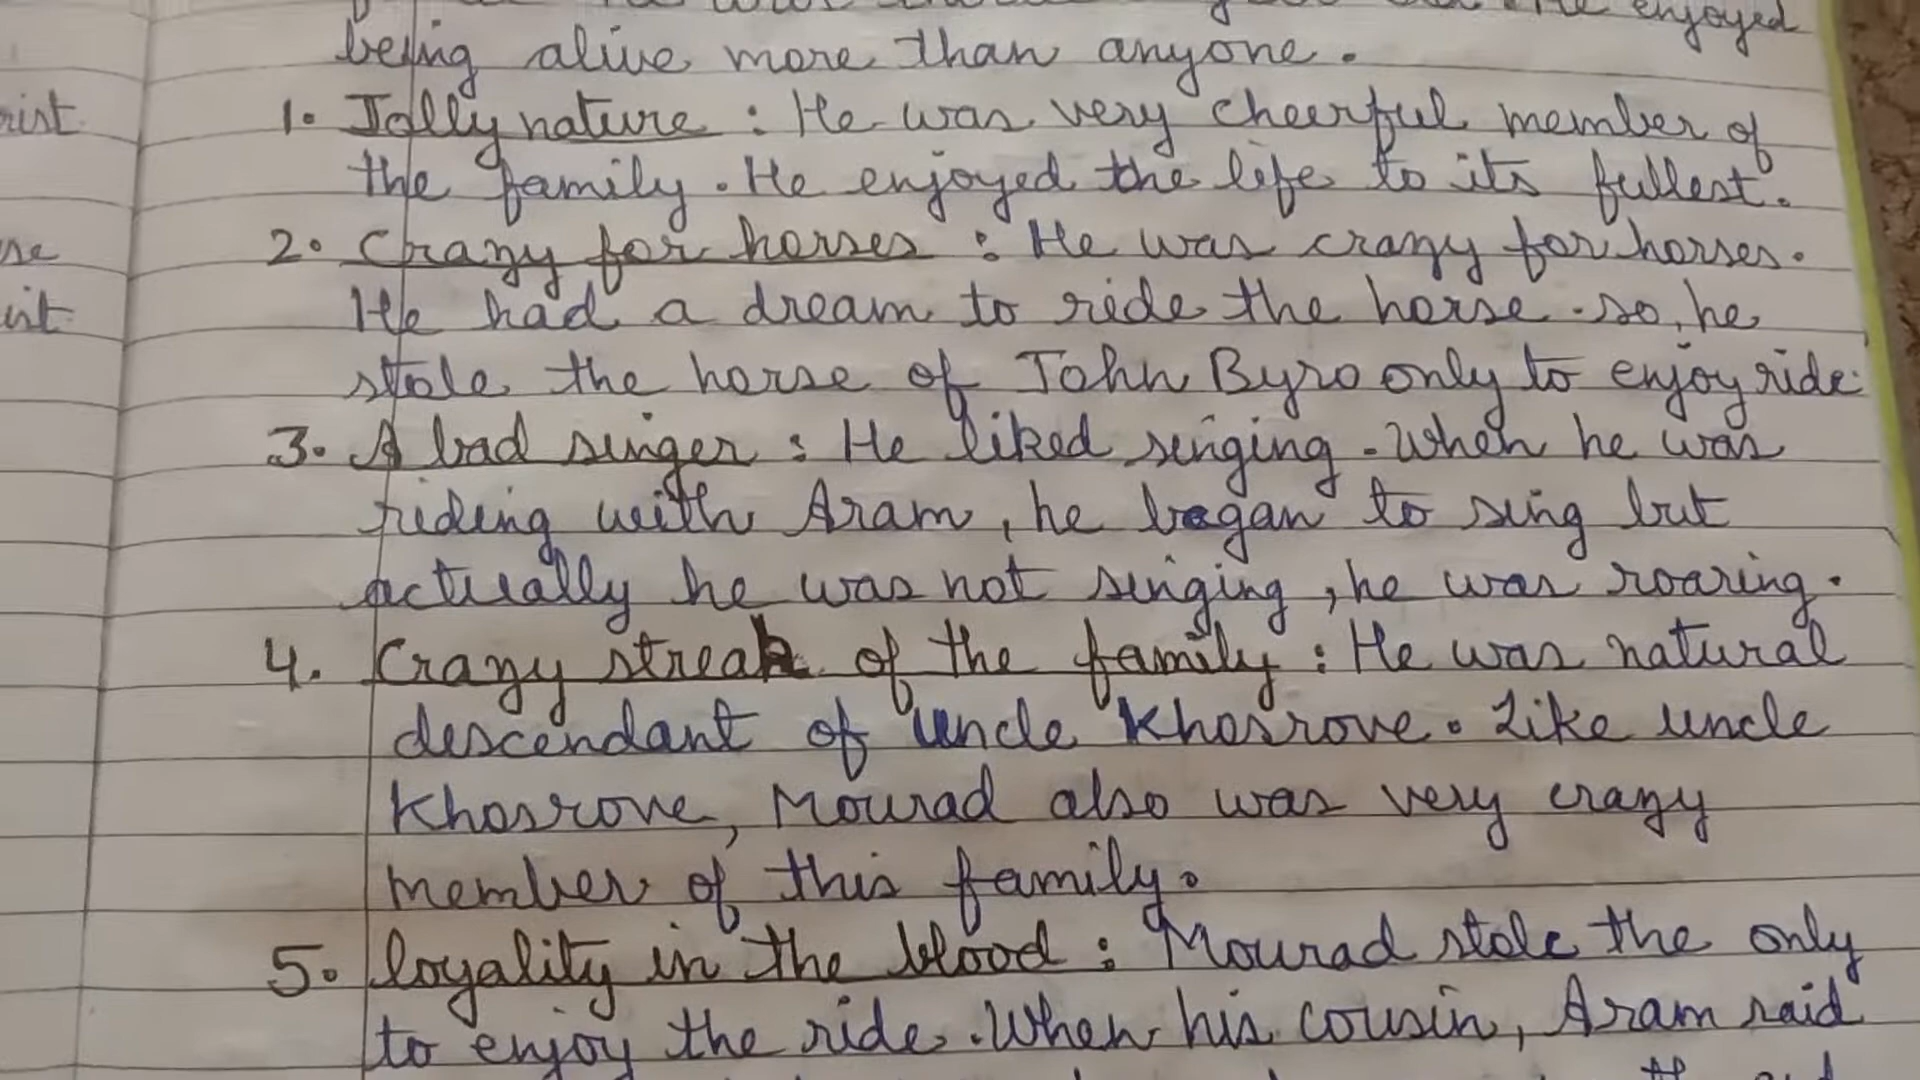 enjoyed
being alive more than anyone.
1. Jolly nature : He was very cheerful member of
the family. He enjoyed the life to its fullest.
2. Crazy for horses : He was crazy for horses.
He had a dream to ride the horse. so, he
stole the horse of John Byro only to enjoy ride.
3. A bad singer : He liked singing. When he was
riding with Aram, he began to sing but
actually he was not singing, he was roaring.
4. Crazy streak of the family : He was natural
descendant of uncle Khosrove. Like uncle
Khosrove, Mourad also was very crazy
member of this family.
5. loyality in the blood : Mourad stole the only
to enjoy the ride. When his cousin, Aram said